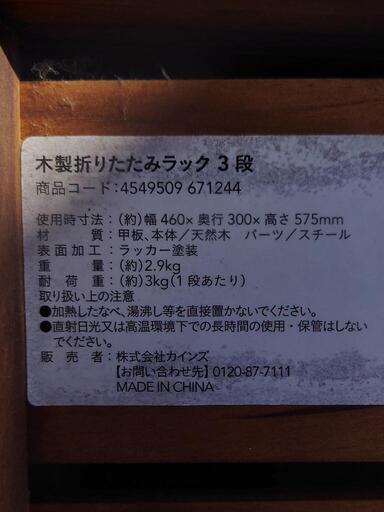 木製折りたたみラック 3 段
商品コード：4549509 671244
使用時寸法：（約）幅 460× 奥行 300× 高さ 575mm
材　　　質：甲板、本体／天然木　パーツ／スチール
表面加工：ラッカー塗装
重　　　量：（約）2.9kg
耐　荷　重：（約）3kg（1 段あたり）
取り扱い上の注意
●加熱したなべ、湯沸し等を直接置かないでください。
●直射日光又は高温環境下での長時間の使用・保管はしない
でください。
販　売　者：株式会社カインズ
【お問い合わせ先】0120-87-7111
MADE IN CHINA